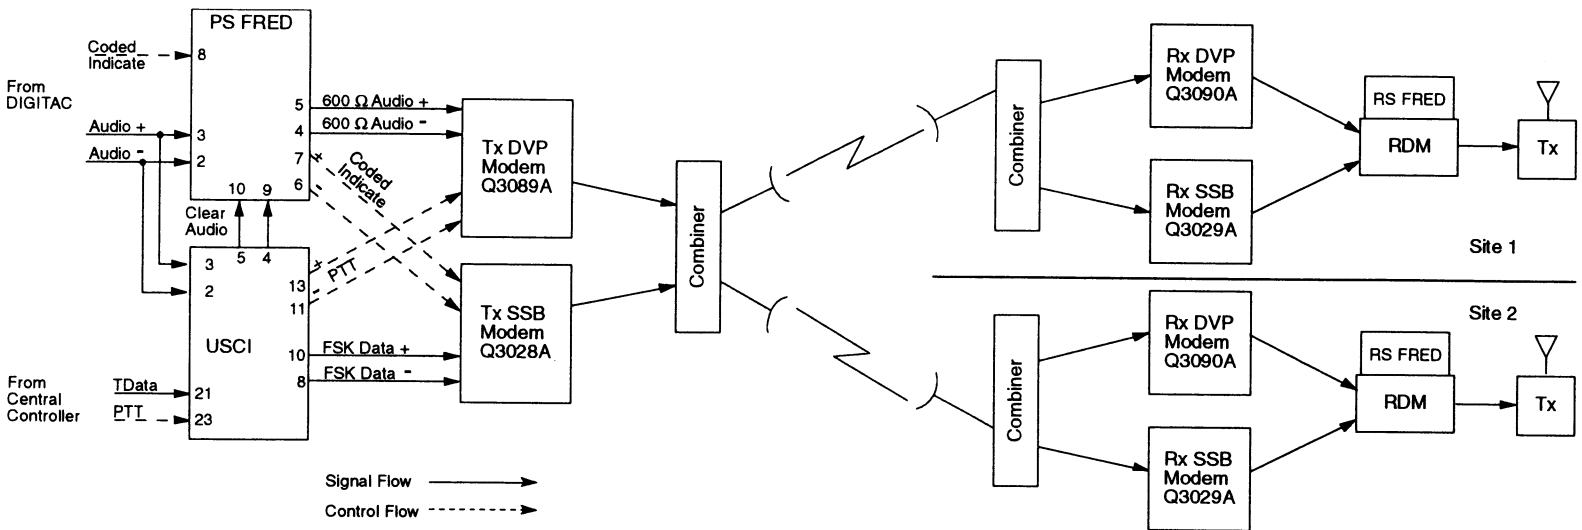 PS FRED
Coded
Indicate
8
From
DIGITAC
Audio +
3
Audio -
2
5
600 Ω Audio +
4
600 Ω Audio -
7
+
6
-
Coded
Indicate
10
9
Clear
Audio
5
4
3
2
+
13
-
11
PTT
USCI
10
FSK Data +
8
FSK Data -
From
Central
Controller
TData
21
PTT
23
Tx DVP
Modem
Q3089A
Tx SSB
Modem
Q3028A
Combiner
Combiner
Rx DVP
Modem
Q3090A
Rx SSB
Modem
Q3029A
RS FRED
RDM
Tx
Site 1
Site 2
Combiner
Rx DVP
Modem
Q3090A
Rx SSB
Modem
Q3029A
RS FRED
RDM
Tx
Signal Flow
Control Flow